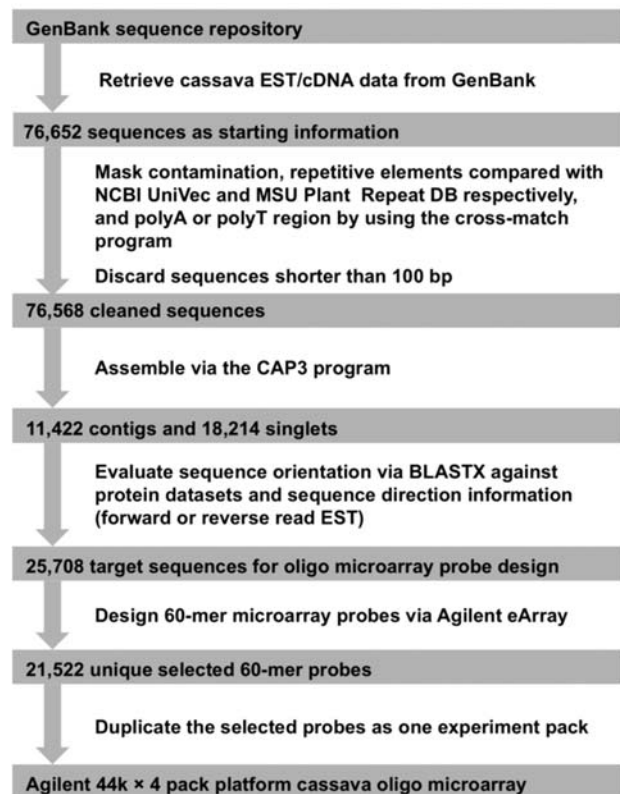 GenBank sequence repository
Retrieve cassava EST/cDNA data from GenBank
76,652 sequences as starting information
Mask contamination, repetitive elements compared with
NCBI UniVec and MSU Plant Repeat DB respectively,
and polyA or polyT region by using the cross-match
program
Discard sequences shorter than 100 bp
76,568 cleaned sequences
Assemble via the CAP3 program
11,422 contigs and 18,214 singlets
Evaluate sequence orientation via BLASTX against
protein datasets and sequence direction information
(forward or reverse read EST)
25,708 target sequences for oligo microarray probe design
Design 60-mer microarray probes via Agilent eArray
21,522 unique selected 60-mer probes
Duplicate the selected probes as one experiment pack
Agilent 44k × 4 pack platform cassava oligo microarray